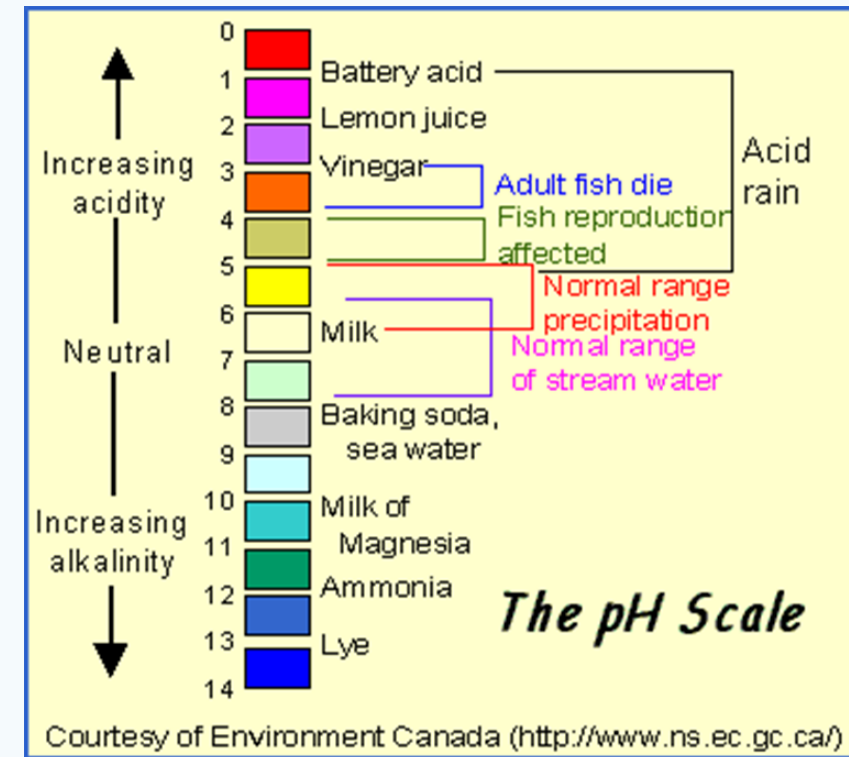 0
1
Battery acid
2
Lemon juice
Acid
rain
Increasing
acidity
3
Vinegar
Adult fish die
4
Fish reproduction
affected
5
Normal range
precipitation
6
Milk
Neutral
Normal range
of stream water
7
8
Baking soda,
sea water
9
10
Milk of
Magnesia
Increasing
alkalinity
11
Ammonia
12
The pH Scale
13
Lye
14
Courtesy of Environment Canada (http://www.ns.ec.gc.ca/)